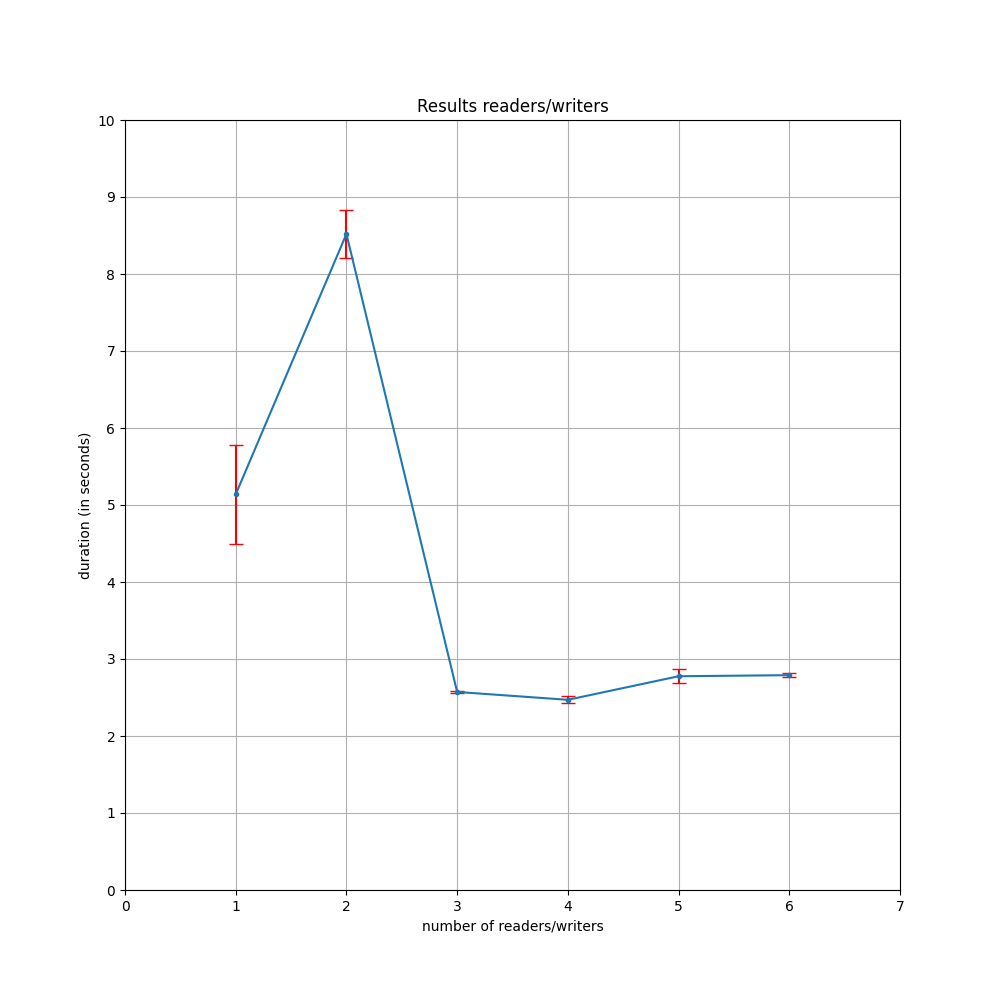 Results readers/writers
10
9
8
7
6
5
4
3
2
1
0
duration (in seconds)
0 1 2 3 4 5 6 7
number of readers/writers